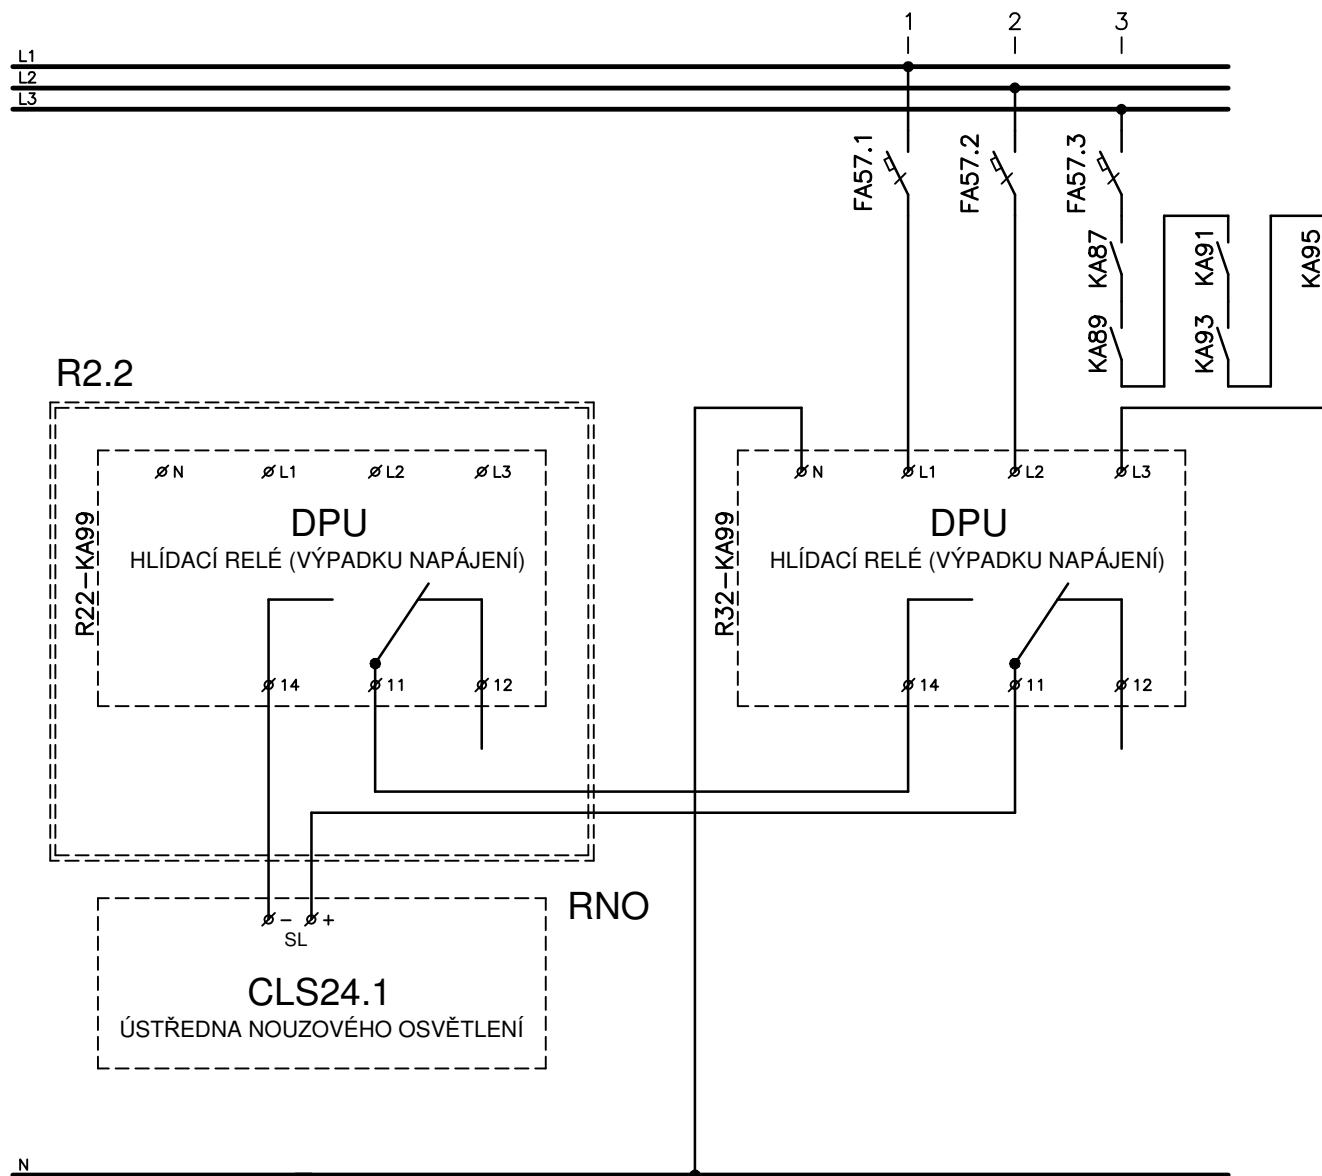 1 2 3
L1
L2
L3
FA57.1 FA57.2 FA57.3
KA87 KA91 KA95
KA89 KA93
R2.2
N L1 L2 L3
N L1 L2 L3
R22-KA99
DPU
HLÍDACÍ RELÉ (VÝPADKU NAPÁJENÍ)
14 11 12
R32-KA99
DPU
HLÍDACÍ RELÉ (VÝPADKU NAPÁJENÍ)
14 11 12
RNO
- +
SL
CLS24.1
ÚSTŘEDNA NOUZOVÉHO OSVĚTLENÍ
N